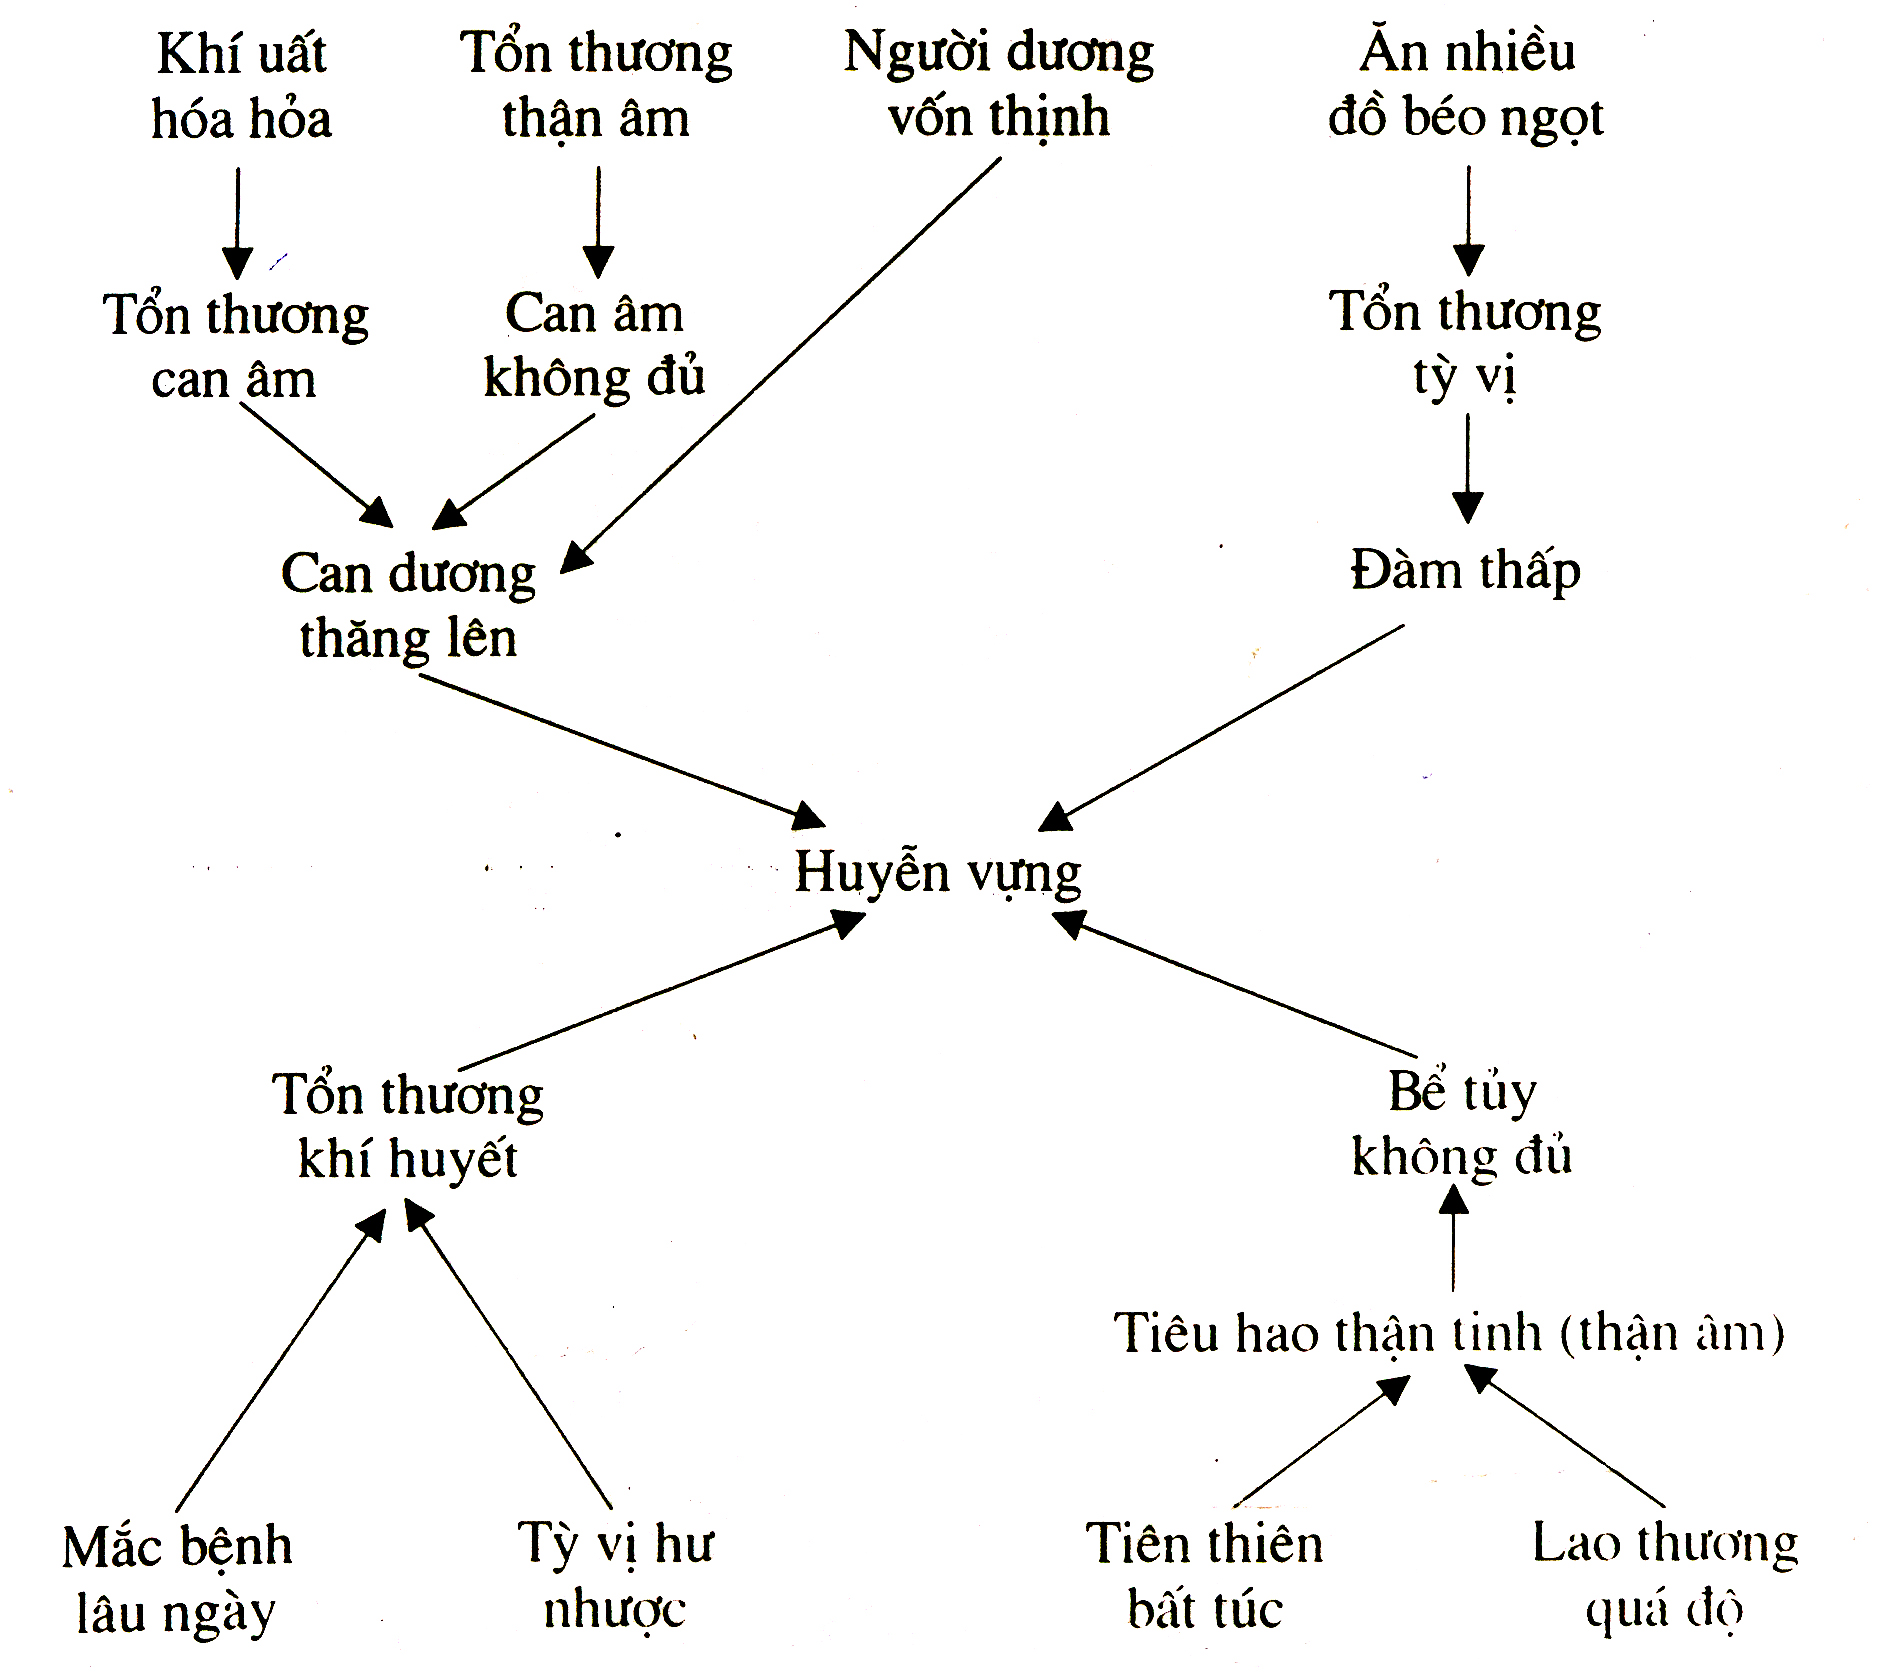 Khí uất
hóa hỏa
Tổn thương
thận âm
Người dương
vốn thịnh
Ăn nhiều
đồ béo ngọt
Tổn thương
can âm
Can âm
không đủ
Tổn thương
tỳ vị
Can dương
thăng lên
Đàm thấp
Huyễn vựng
Tổn thương
khí huyết
Bể tủy
không đủ
Tiêu hao thận tinh (thận âm)
Mắc bệnh
lâu ngày
Tỳ vị hư
nhược
Tiên thiên
bất túc
Lao thương
quá độ